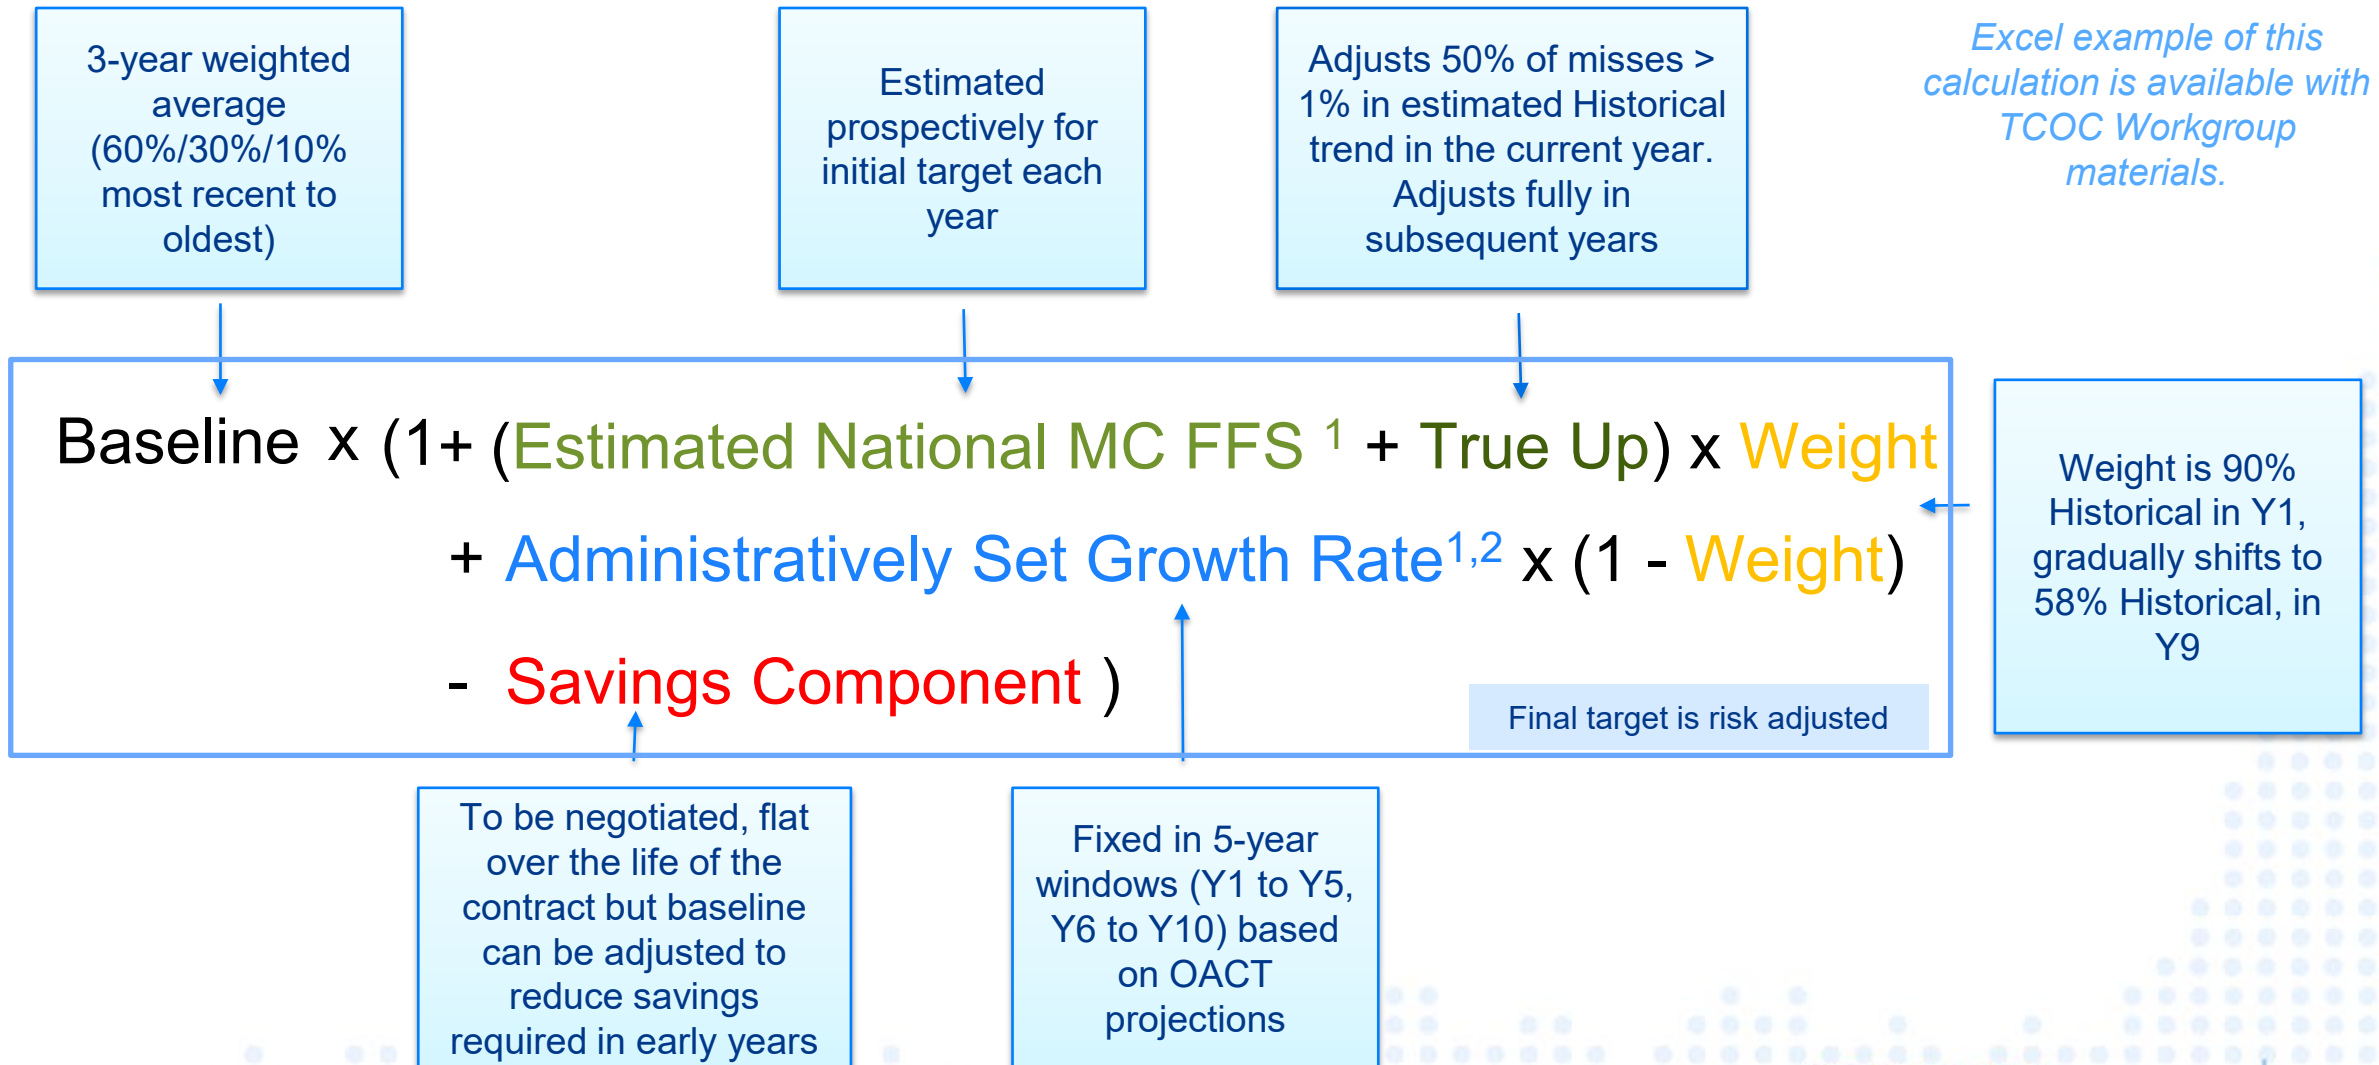 3-year weighted
average
(60%/30%/10%
most recent to
oldest)
Estimated
prospectively for
initial target each
year
Adjusts 50% of misses >
1% in estimated Historical
trend in the current year.
Adjusts fully in
subsequent years
Excel example of this
calculation is available with
TCOC Workgroup
materials.
Baseline x (1+ (Estimated National MC FFS 1 + True Up) x Weight
+ Administratively Set Growth Rate1,2 x (1 - Weight)
- Savings Component )
Final target is risk adjusted
Weight is 90%
Historical in Y1,
gradually shifts to
58% Historical, in
Y9
To be negotiated, flat
over the life of the
contract but baseline
can be adjusted to
reduce savings
required in early years
Fixed in 5-year
windows (Y1 to Y5,
Y6 to Y10) based
on OACT
projections